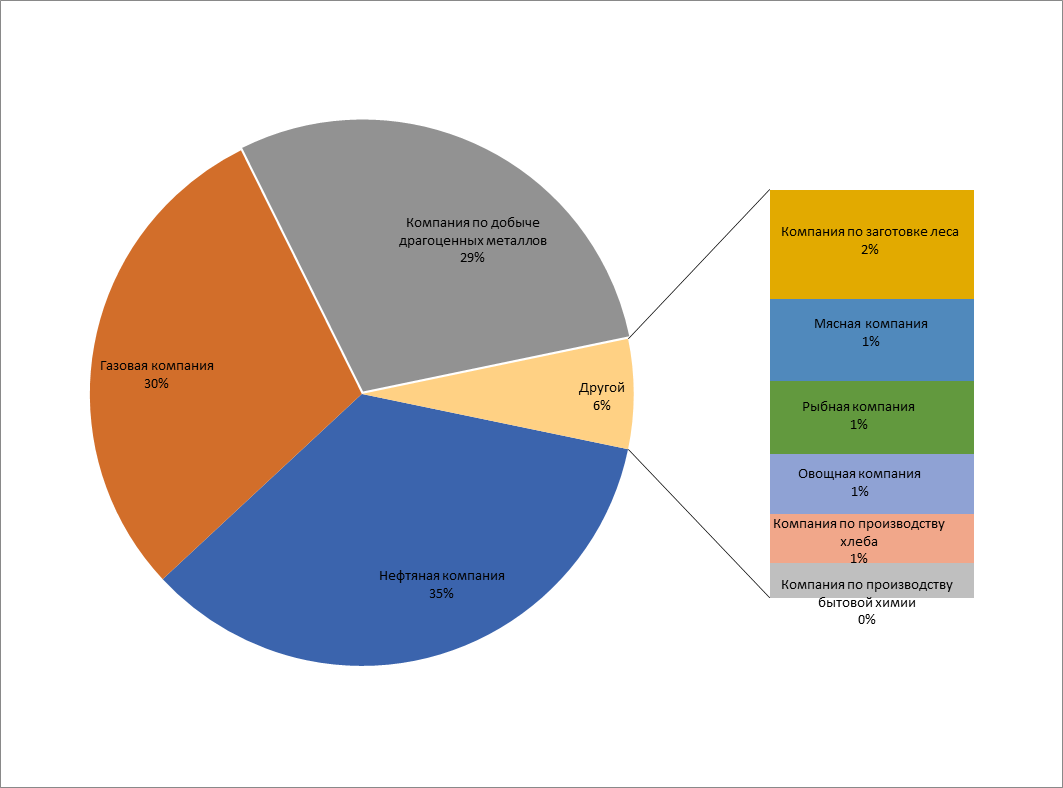 Компания по добыче
драгоценных металлов
29%
Газовая компания
30%
Другой
6%
Нефтяная компания
35%
Компания по заготовке леса
2%
Мясная компания
1%
Рыбная компания
1%
Овощная компания
1%
Компания по производству
хлеба
1%
Компания по производству
бытовой химии
0%